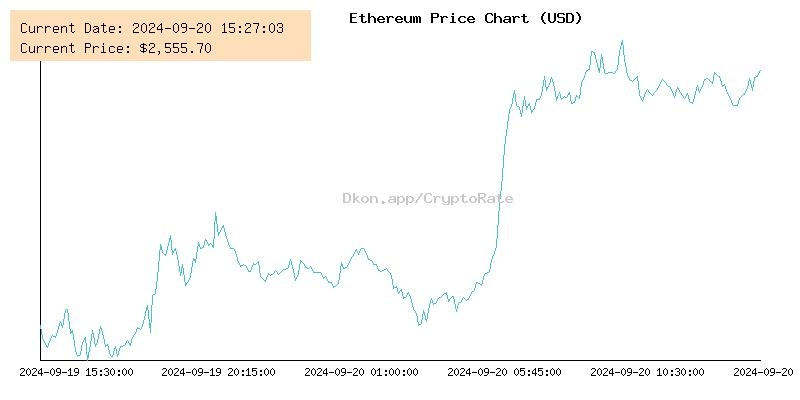 Ethereum Price Chart (USD)
Current Date: 2024-09-20 15:27:03
Current Price: $2,555.70
Dkon.app/CryptoRate
2024-09-19 15:30:00 2024-09-19 20:15:00 2024-09-20 01:00:00 2024-09-20 05:45:00 2024-09-20 10:30:00 2024-09-20